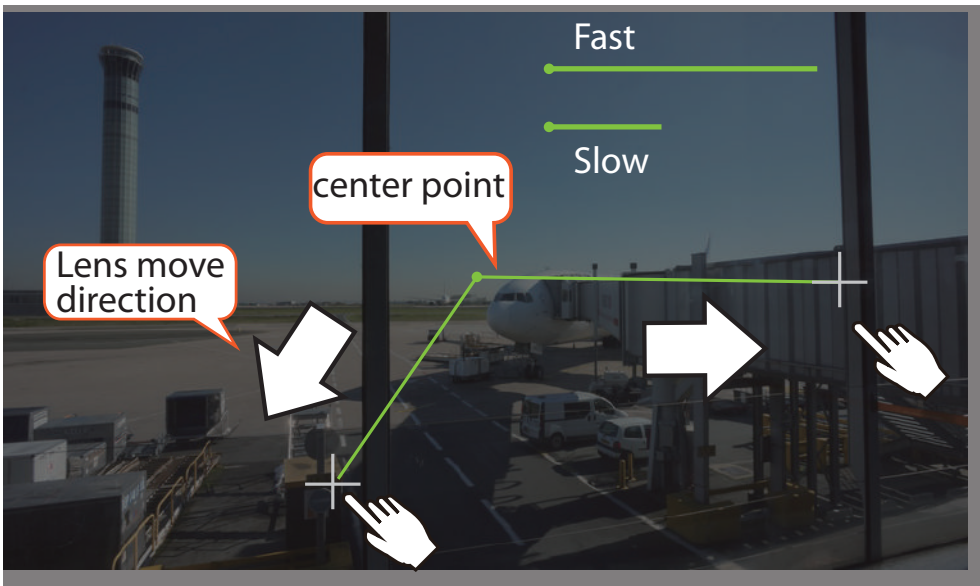 Fast
Slow
center point
Lens move
direction